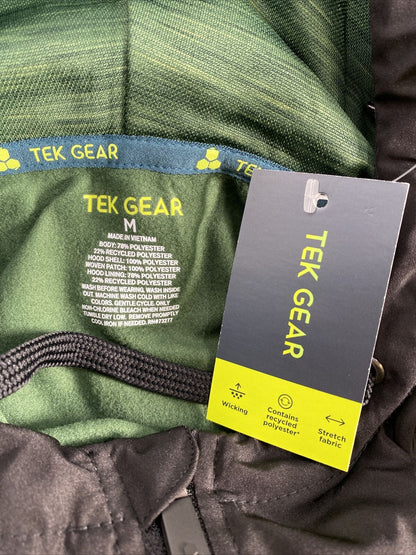 TEK GEAR
TEK GEAR
TEK GEAR
M
MADE IN VIETNAM
BODY: 78% POLYESTER
22% RECYCLED POLYESTER
HOOD SHELL: 100% POLYESTER
WOVEN PATCH: 100% POLYESTER
HOOD LINING: 78% POLYESTER
22% POLYESTER
WASH BEFORE WEARING. WASH INSIDE
OUT. MACHINE WASH COLD WITH LIKE
COLORS. GENTLE CYCLE. ONLY
NON-CHLORINE BLEACH WHEN NEEDED
TUMBLE DRY LOW. REMOVE PROMPTLY
COOL IRON IF NEEDED. RN#73277
TEK GEAR
Wicking
Contains
recycled
polyester*
Stretch
fabric